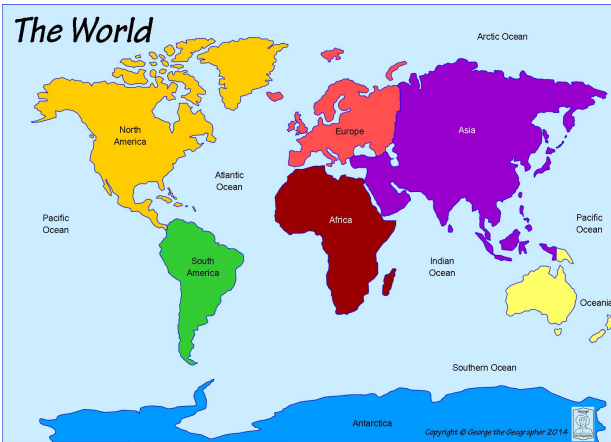 The World
Arctic Ocean
North
America
Europe
Asia
Atlantic
Ocean
Pacific
Ocean
Africa
Pacific
Ocean
South
America
Indian
Ocean
Oceania
Southern Ocean
Antarctica
Copyright © George the Geographer 2014